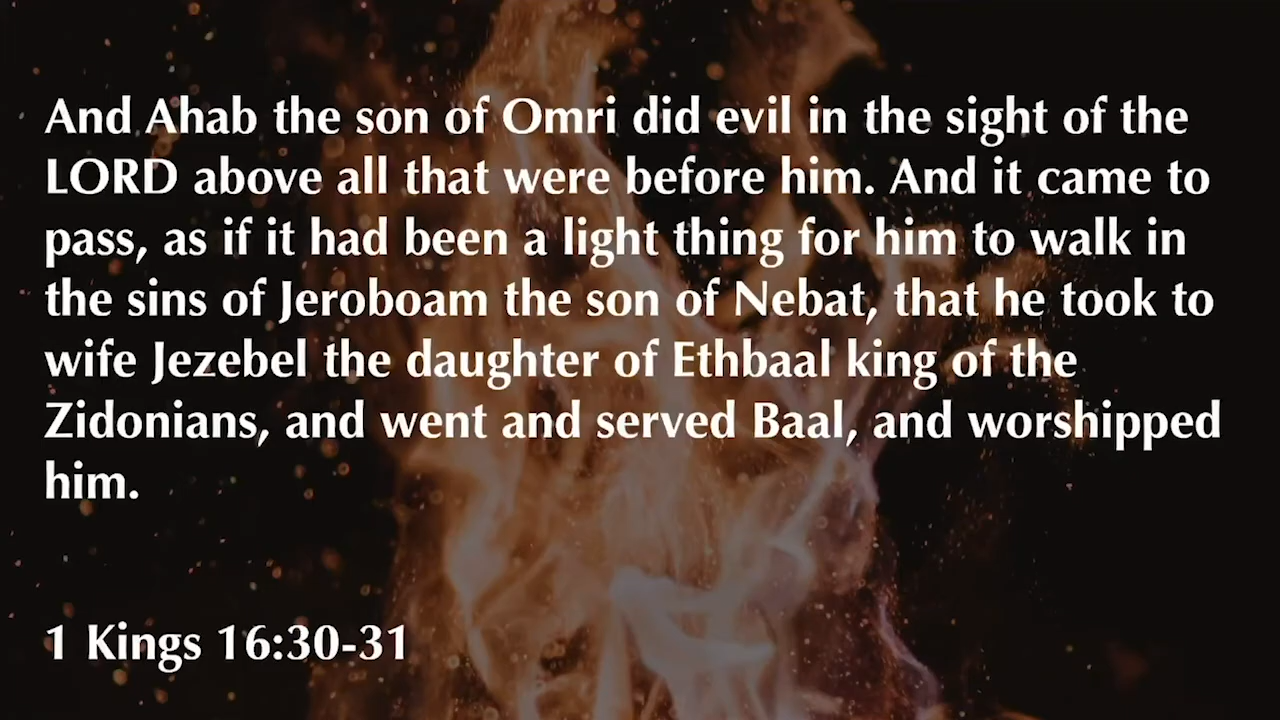 And Ahab the son of Omri did evil in the sight of the
LORD above all that were before him. And it came to
pass, as if it had been a light thing for him to walk in
the sins of Jeroboam the son of Nebat, that he took to
wife Jezebel the daughter of Ethbaal king of the
Zidonians, and went and served Baal, and worshipped
him.
1 Kings 16:30-31